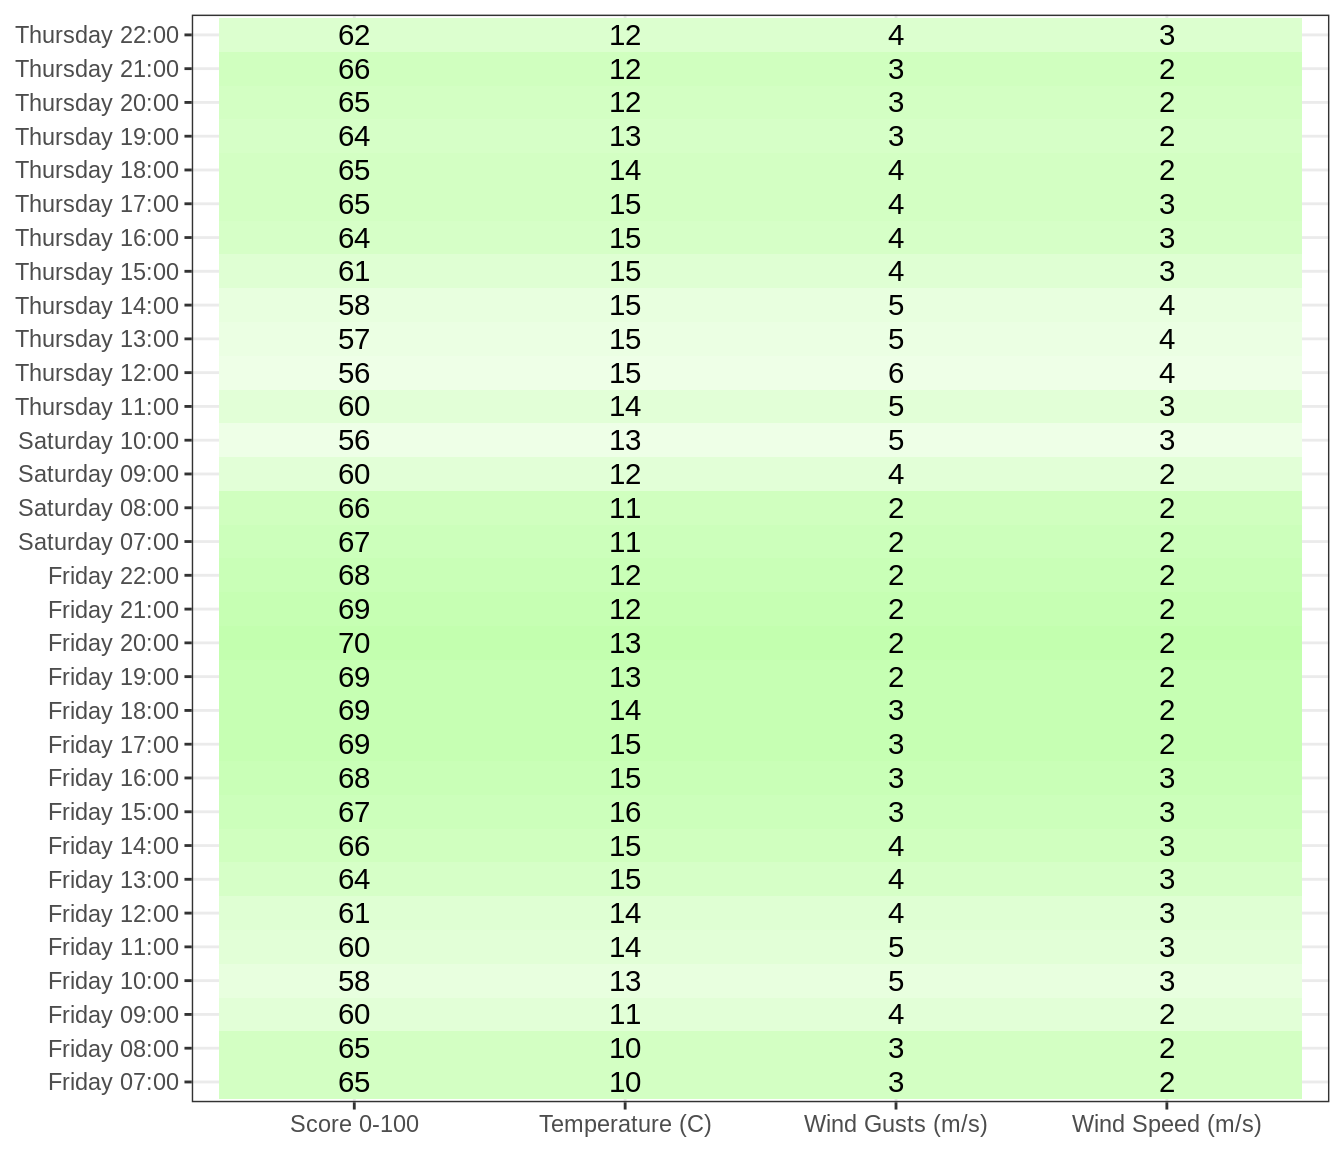 Thursday 22:00 62 12 4 3
Thursday 21:00 66 12 3 2
Thursday 20:00 65 12 3 2
Thursday 19:00 64 13 3 2
Thursday 18:00 65 14 4 2
Thursday 17:00 65 15 4 3
Thursday 16:00 64 15 4 3
Thursday 15:00 61 15 4 3
Thursday 14:00 58 15 5 4
Thursday 13:00 57 15 5 4
Thursday 12:00 56 15 6 4
Thursday 11:00 60 14 5 3
Saturday 10:00 56 13 5 3
Saturday 09:00 60 12 4 2
Saturday 08:00 66 11 2 2
Saturday 07:00 67 11 2 2
Friday 22:00 68 12 2 2
Friday 21:00 69 12 2 2
Friday 20:00 70 13 2 2
Friday 19:00 69 13 2 2
Friday 18:00 69 14 3 2
Friday 17:00 69 15 3 2
Friday 16:00 68 15 3 3
Friday 15:00 67 16 3 3
Friday 14:00 66 15 4 3
Friday 13:00 64 15 4 3
Friday 12:00 61 14 4 3
Friday 11:00 60 14 5 3
Friday 10:00 58 13 5 3
Friday 09:00 60 11 4 2
Friday 08:00 65 10 3 2
Friday 07:00 65 10 3 2
Score 0-100 Temperature (C) Wind Gusts (m/s) Wind Speed (m/s)